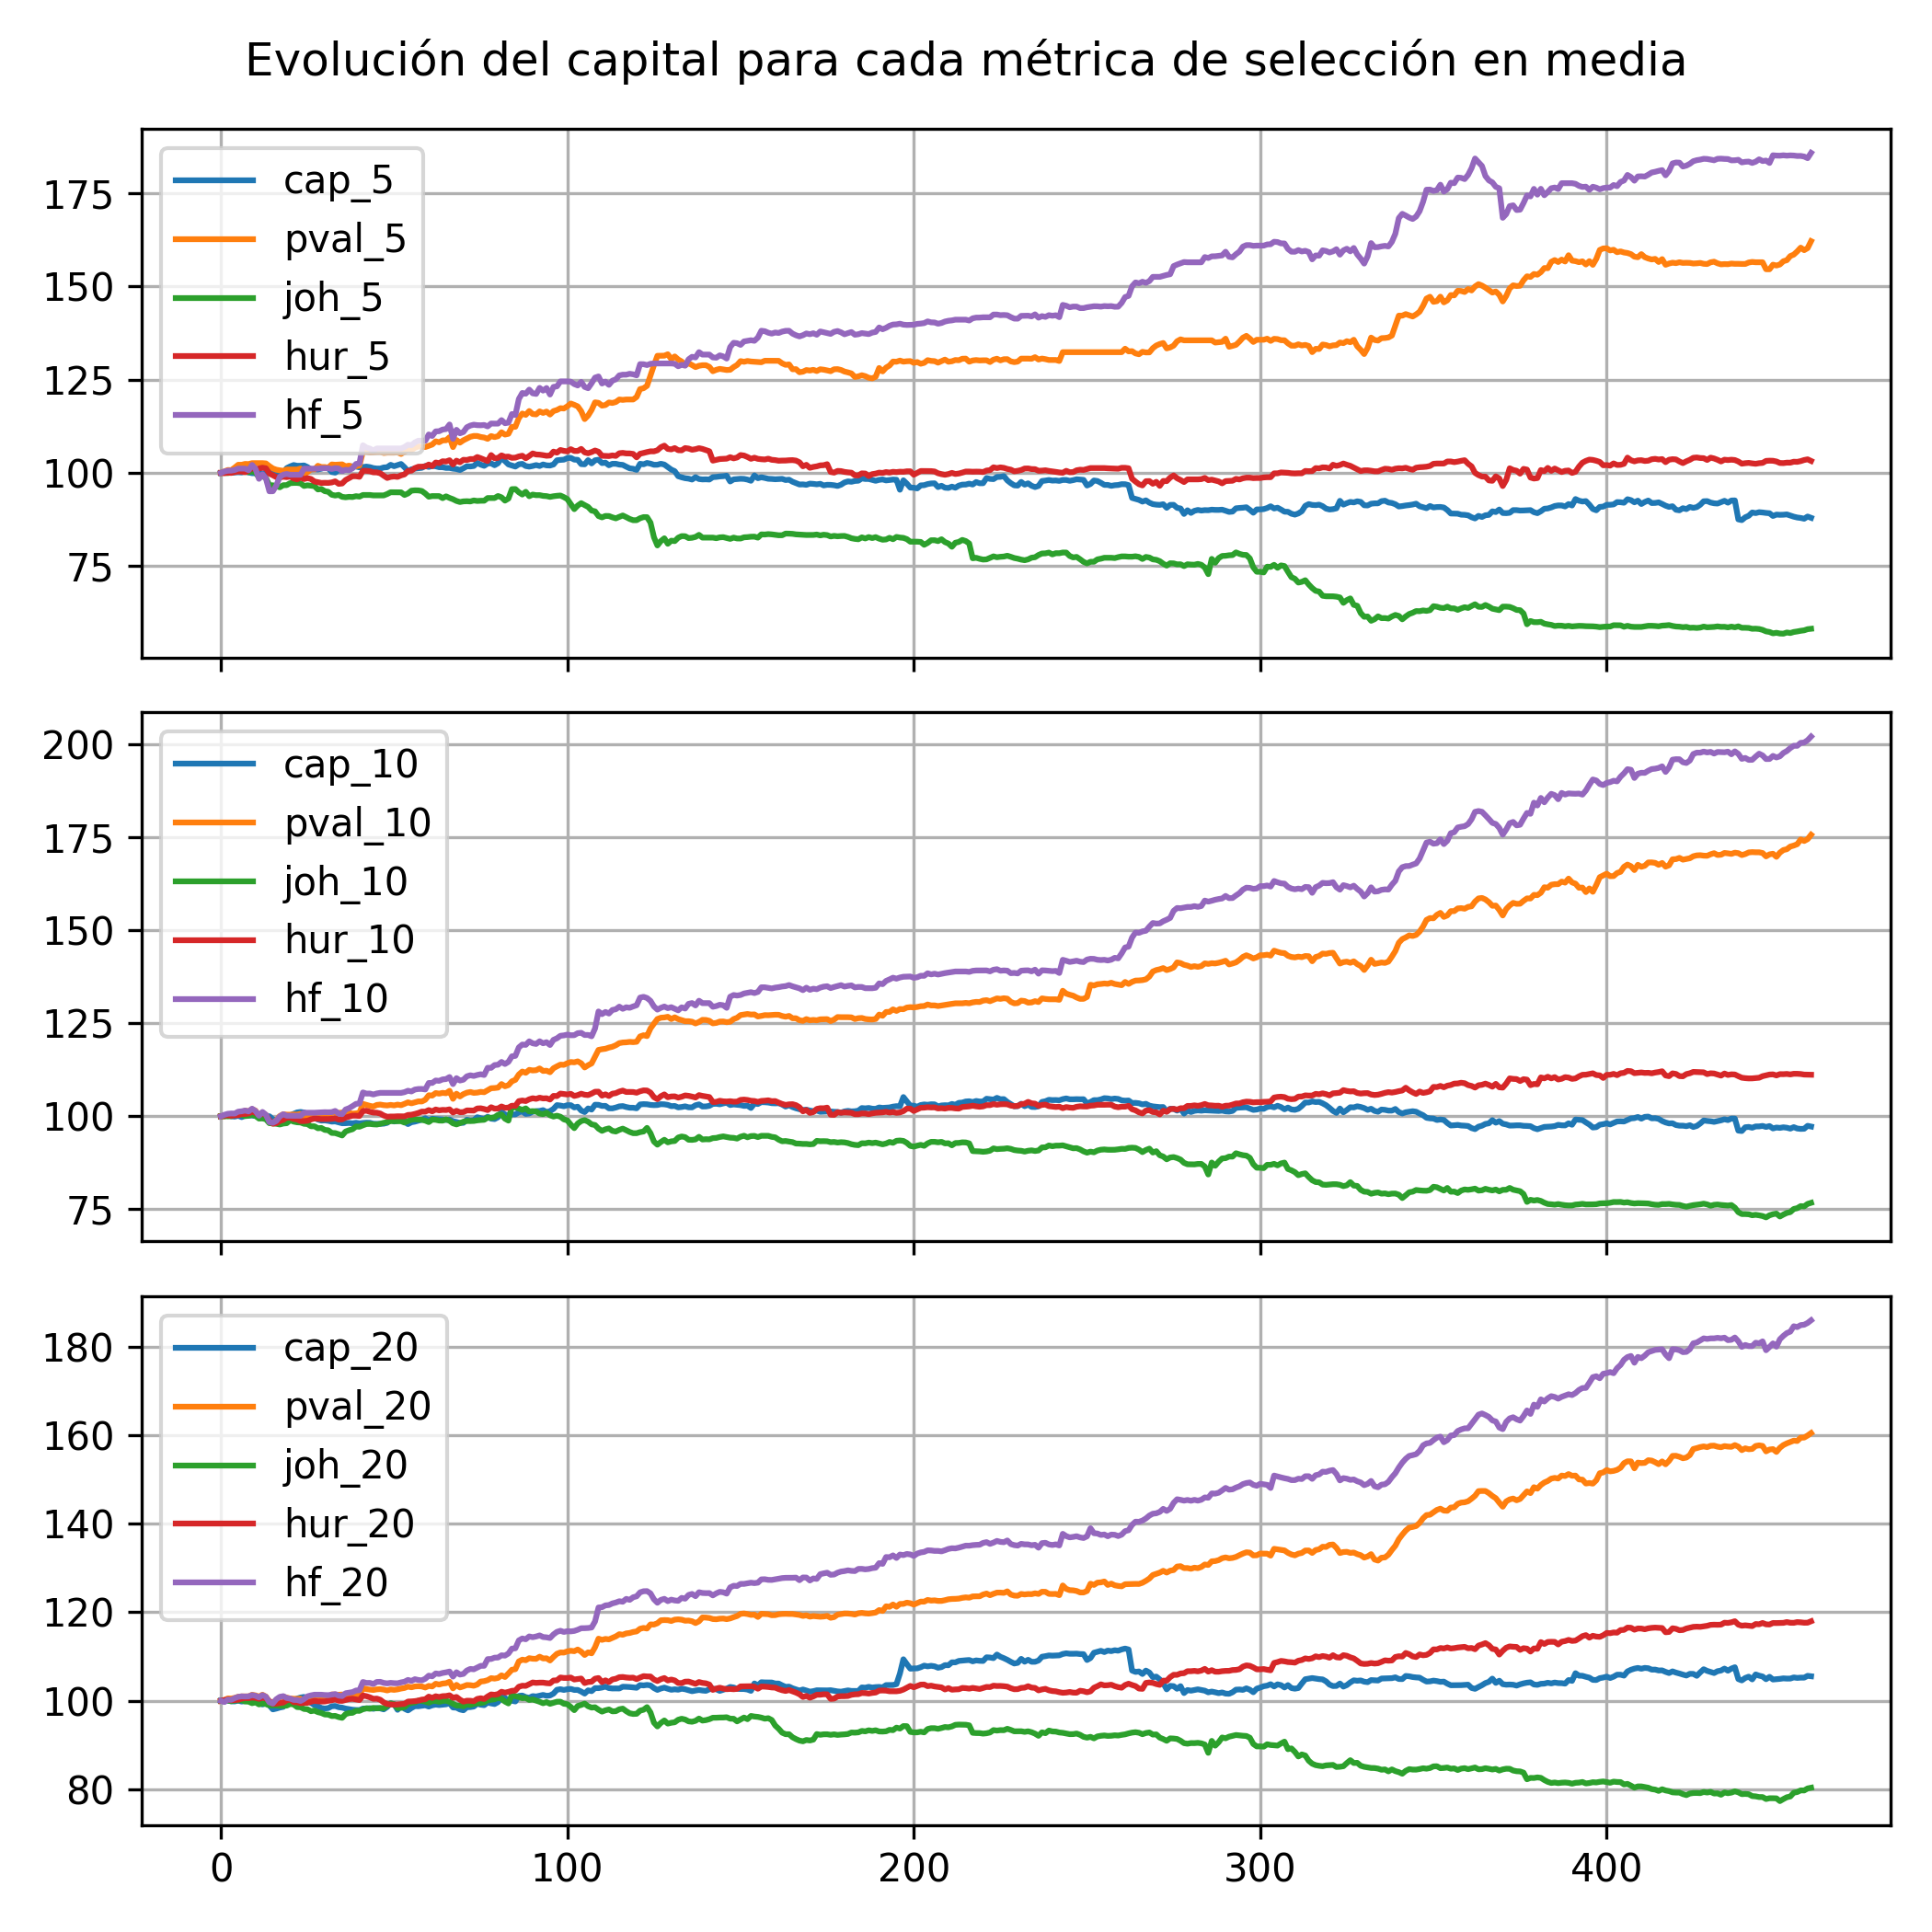 Evolución del capital para cada métrica de selección en media
cap_5
pval_5
joh_5
hur_5
hf_5
175
150
125
100
75
cap_10
pval_10
joh_10
hur_10
hf_10
200
175
150
125
100
75
cap_20
pval_20
joh_20
hur_20
hf_20
180
160
140
120
100
80
0 100 200 300 400